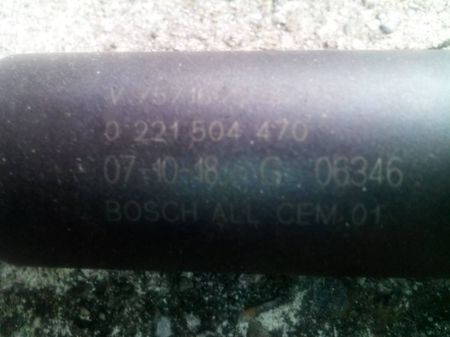 0 221 504 470
07-10-18 G 06346
BOSCH ALL CEM 01